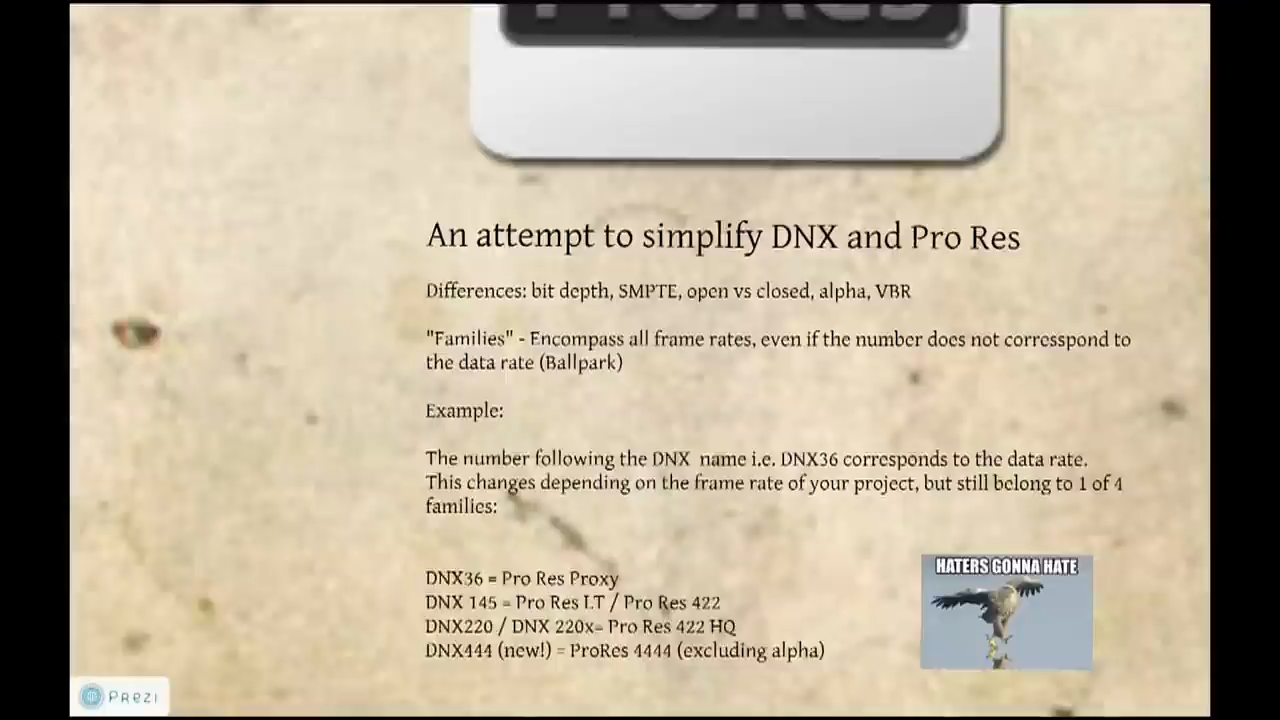 ProRes
An attempt to simplify DNX and Pro Res
Differences: bit depth, SMPTE, open vs closed, alpha, VBR
"Families" - Encompass all frame rates, even if the number does not corresspond to
the data rate (Ballpark)
Example:
The number following the DNX name i.e. DNX36 corresponds to the data rate.
This changes depending on the frame rate of your project, but still belong to 1 of 4
families:
DNX36 = Pro Res Proxy
DNX 145 = Pro Res LT / Pro Res 422
DNX220 / DNX 220x= Pro Res 422 HQ
DNX444 (new!) = ProRes 4444 (excluding alpha)
HATERS GONNA HATE
Prezi